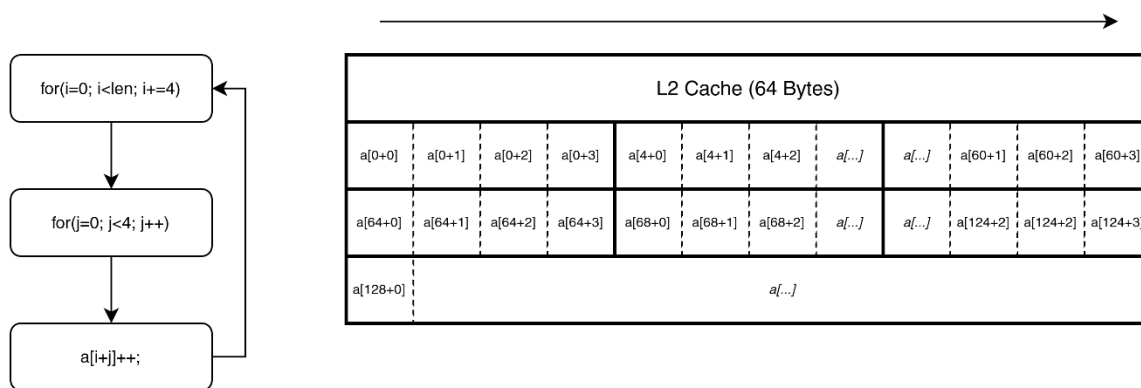 for(i=0; i<len; i+=4)
for(j=0; j<4; j++)
a[i+j]++;
L2 Cache (64 Bytes)
a[0+0] a[0+1] a[0+2] a[0+3] a[4+0] a[4+1] a[4+2] a[...] a[...] a[60+1] a[60+2] a[60+3]
a[64+0] a[64+1] a[64+2] a[64+3] a[68+0] a[68+1] a[68+2] a[...] a[...] a[124+2] a[124+2] a[124+3]
a[128+0] a[...]